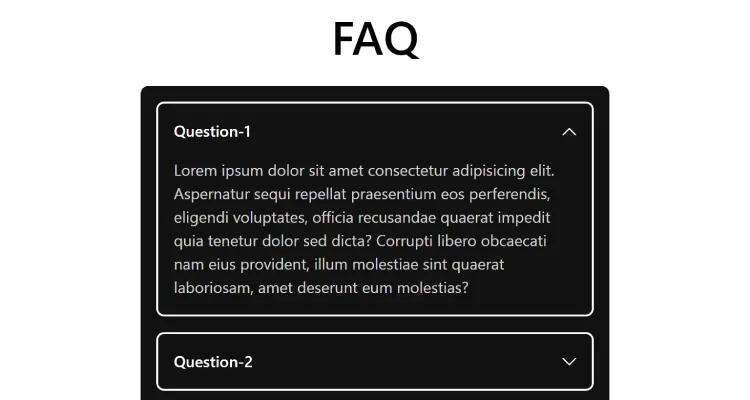 FAQ
Question-1
Lorem ipsum dolor sit amet consectetur adipisicing elit.
Aspernatur sequi repellat praesentium eos perferendis,
eligendi voluptates, officia recusandae quaerat impedit
quia tenetur dolor sed dicta? Corrupti libero obcaecati
nam eius provident, illum molestiae sint quaerat
laboriosam, amet deserunt eum molestias?
Question-2